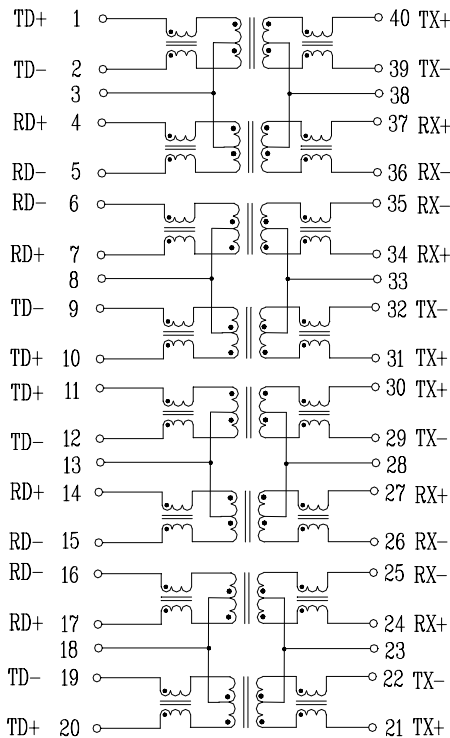 TD+ 1 40 TX+
TD- 2 39 TX-
3 38
RD+ 4 37 RX+
RD- 5 36 RX-
RD- 6 35 RX-
RD+ 7 34 RX+
8 33
TD- 9 32 TX-
TD+ 10 31 TX+
TD+ 11 30 TX+
TD- 12 29 TX-
13 28
RD+ 14 27 RX+
RD- 15 26 RX-
RD- 16 25 RX-
RD+ 17 24 RX+
18 23
TD- 19 22 TX-
TD+ 20 21 TX+